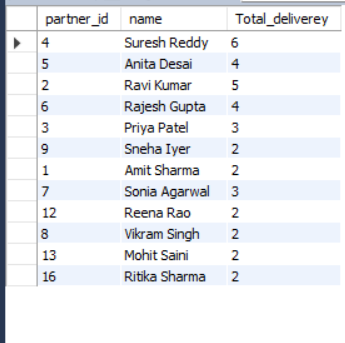 partner_id name Total_deliverey
4 Suresh Reddy 6
5 Anita Desai 4
2 Ravi Kumar 5
6 Rajesh Gupta 4
3 Priya Patel 3
9 Sneha Iyer 2
1 Amit Sharma 2
7 Sonia Agarwal 3
12 Reena Rao 2
8 Vikram Singh 2
13 Mohit Saini 2
16 Ritika Sharma 2